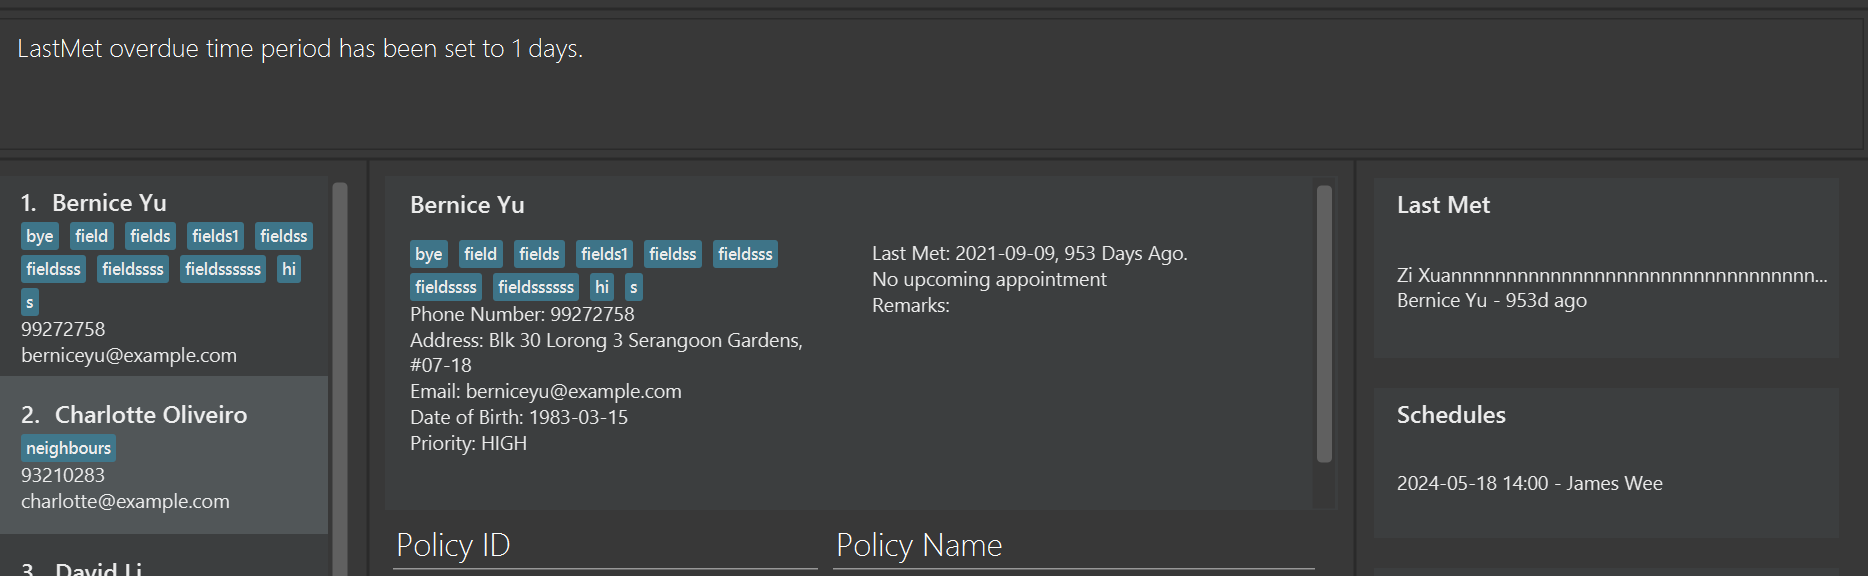 LastMet overdue time period has been set to 1 days.
1. Bernice Yu
bye field fields fields1 fieldss
fieldsss fieldssss fieldssssss hi
s
99272758
berniceyu@example.com
2. Charlotte Oliveiro
neighbours
93210283
charlotte@example.com
3. David Li
Bernice Yu
bye field fields fields1 fieldss fieldsss
fieldssss fieldssssss hi s
Phone Number: 99272758
Address: Blk 30 Lorong 3 Serangoon Gardens,
#07-18
Email: berniceyu@example.com
Date of Birth: 1983-03-15
Priority: HIGH
Last Met: 2021-09-09, 953 Days Ago.
No upcoming appointment
Remarks:
Policy ID
Policy Name
Last Met
Zi Xuannnnnnnnnnnnnnnnnnnnnnnnnnnnnnnnnn...
Bernice Yu - 953d ago
Schedules
2024-05-18 14:00 - James Wee